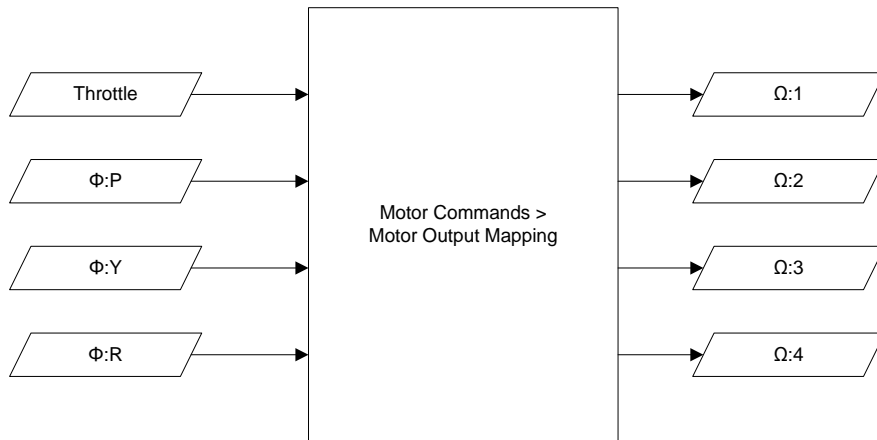 Throttle
Φ:P
Φ:Y
Φ:R
Motor Commands >
Motor Output Mapping
Ω:1
Ω:2
Ω:3
Ω:4